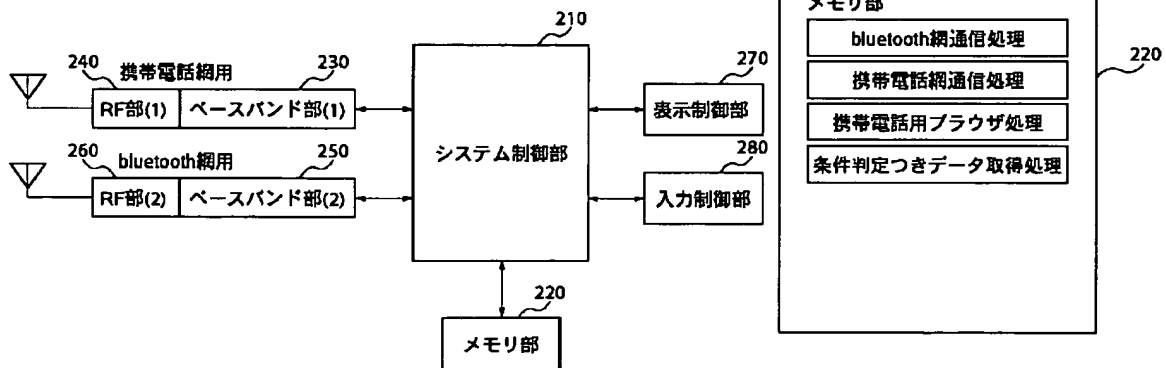 210
240
携帯電話網用
230
RF部(1)
ベースバンド部(1)
260
bluetooth網用
250
RF部(2)
ベースバンド部(2)
システム制御部
270
表示制御部
280
入力制御部
220
メモリ部
メモリ部
bluetooth網通信処理
携帯電話網通信処理
携帯電話用ブラウザ処理
条件判定つきデータ取得処理
220